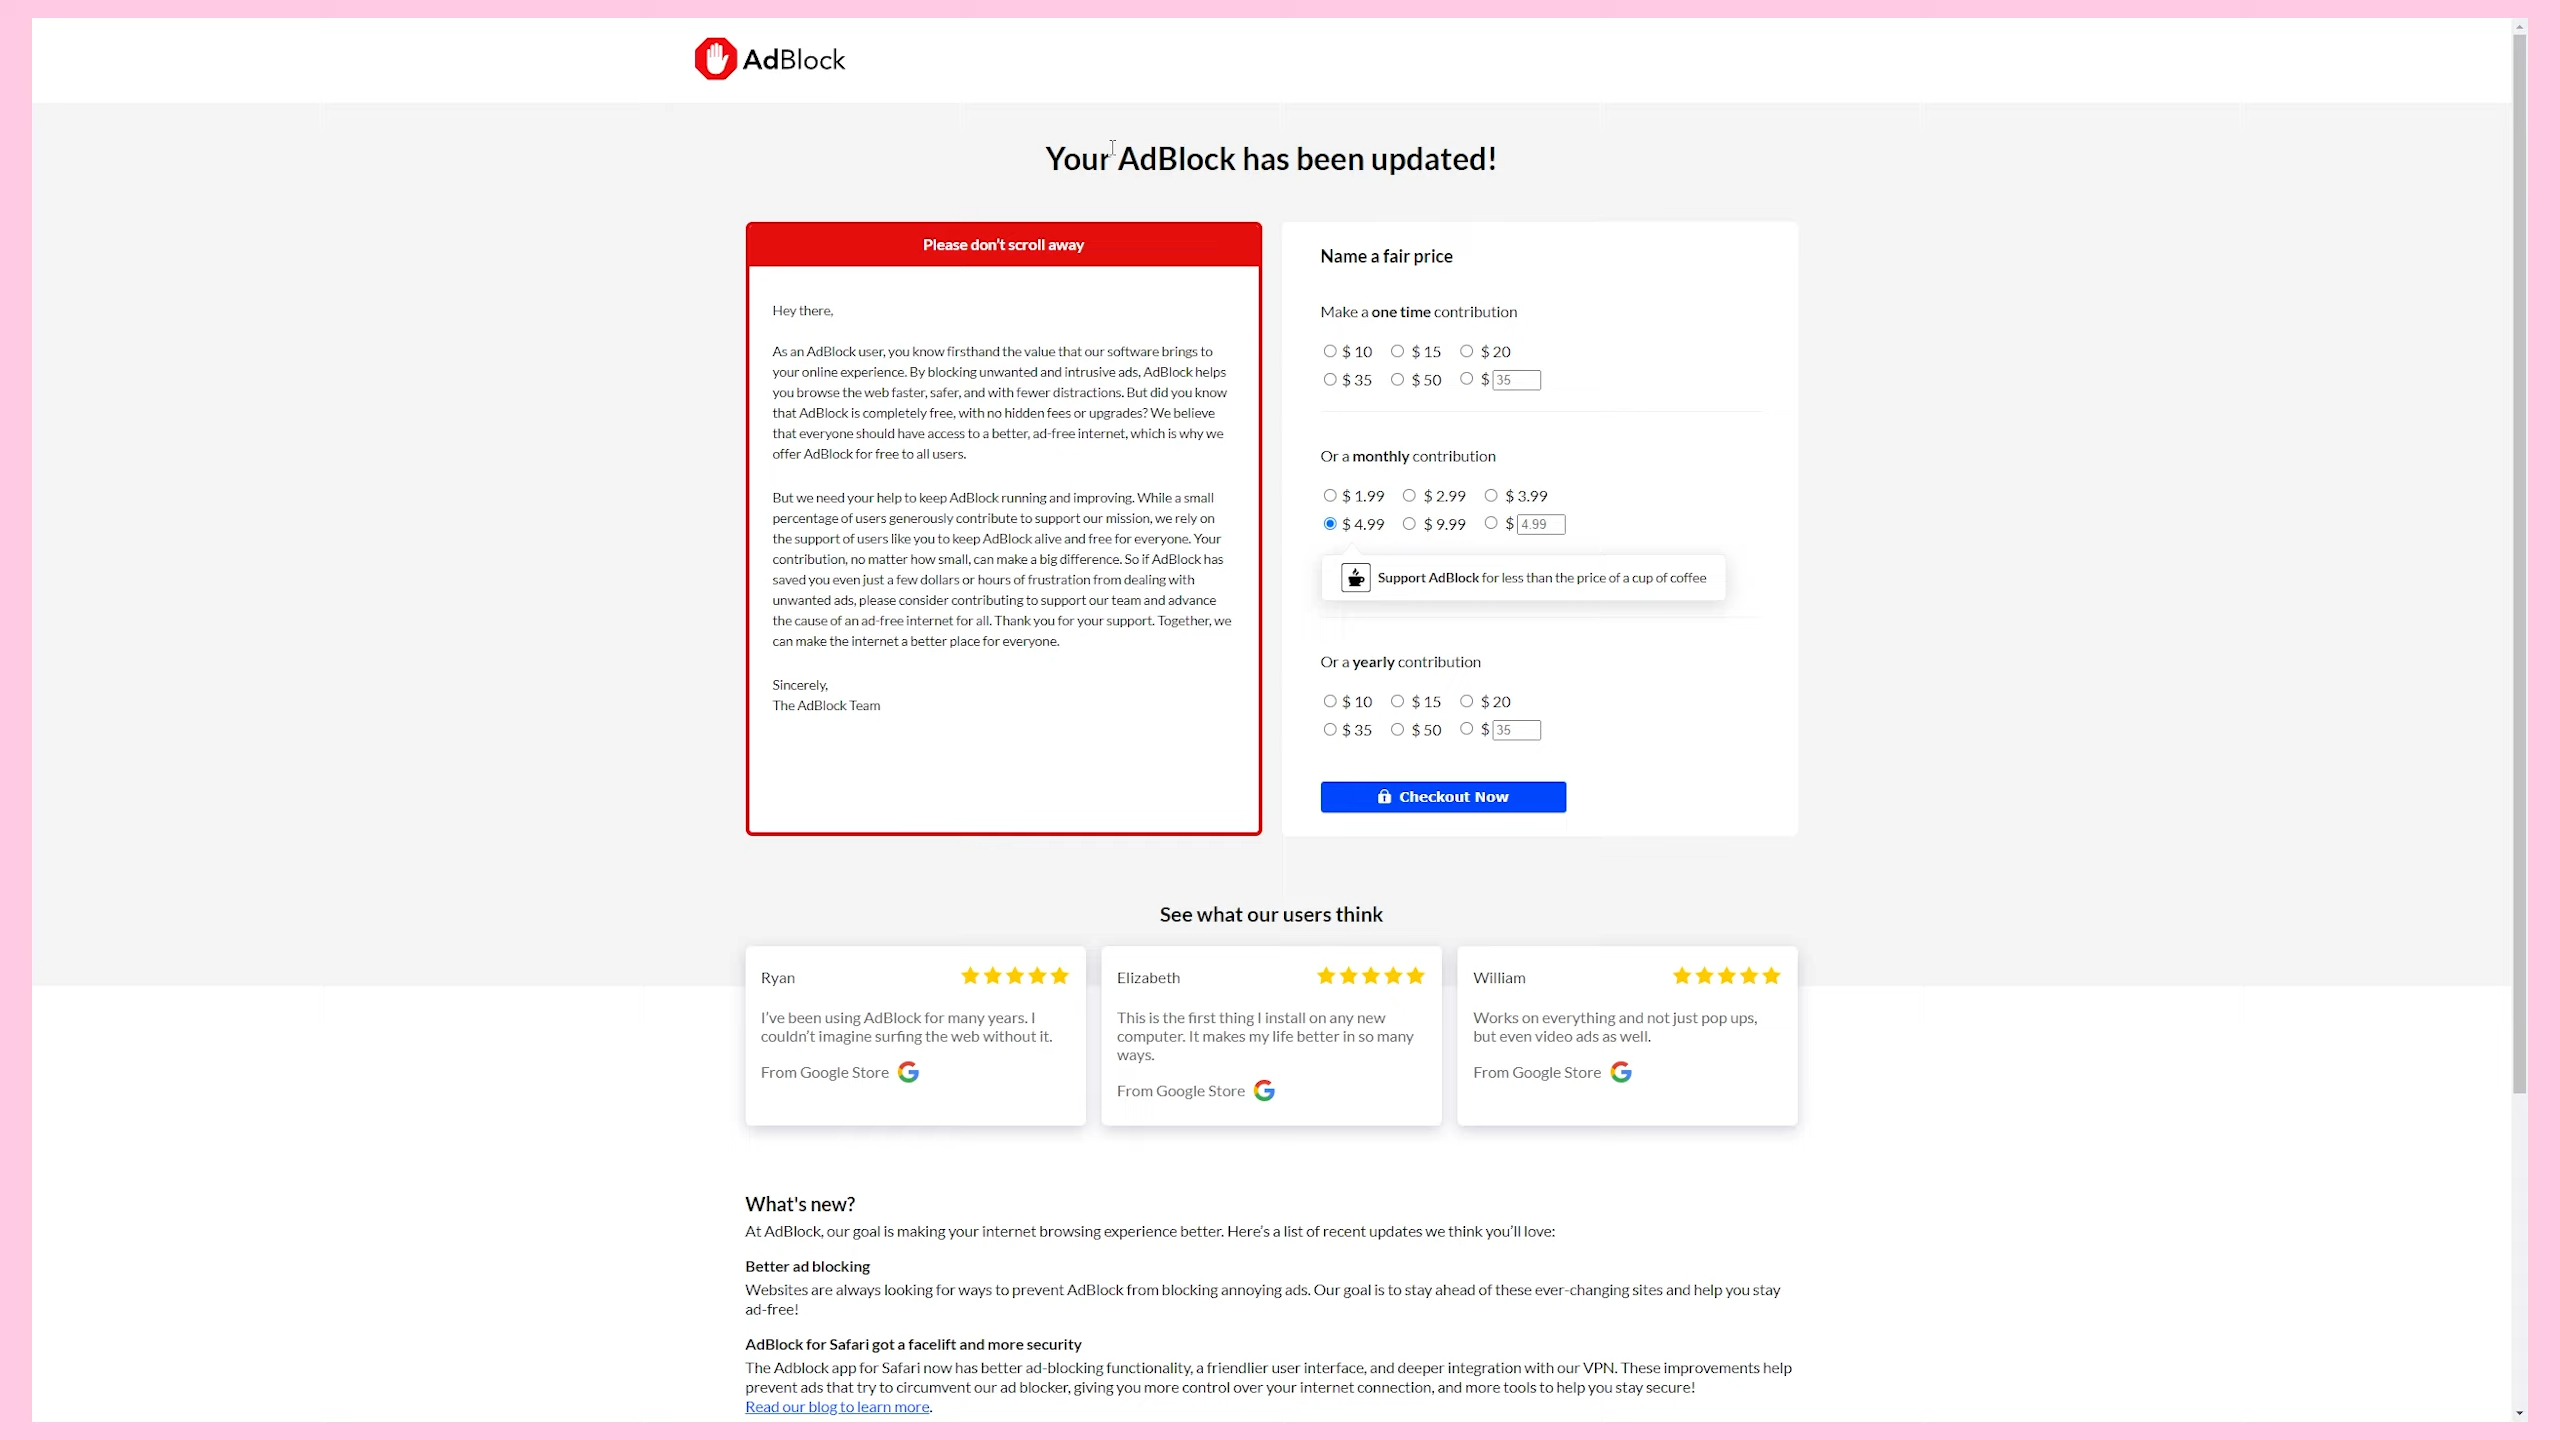 AdBlock
Your AdBlock has been updated!
Please don't scroll away
Hey there,
As an AdBlock user, you know firsthand the value that our software brings to
your online experience. By blocking unwanted and intrusive ads, AdBlock helps
you browse the web faster, safer, and with fewer distractions. But did you know
that AdBlock is completely free, with no hidden fees or upgrades? We believe
that everyone should have access to a better, ad-free internet, which is why we
offer AdBlock for free to all users.
But we need your help to keep AdBlock running and improving. While a small
percentage of users generously contribute to support our mission, we rely on
the support of users like you to keep AdBlock alive and free for everyone. Your
contribution, no matter how small, can make a big difference. So if AdBlock has
saved you even just a few dollars or hours of frustration from dealing with
unwanted ads, please consider contributing to support our team and advance
the cause of an ad-free internet for all. Thank you for your support. Together, we
can make the internet a better place for everyone.
Sincerely,
The AdBlock Team
Name a fair price
Make a one time contribution
$ 10 $ 15 $ 20
$ 35 $ 50 $ 35
Or a monthly contribution
$ 1.99 $ 2.99 $ 3.99
$ 4.99 $ 9.99 $ 4.99
Support AdBlock for less than the price of a cup of coffee
Or a yearly contribution
$ 10 $ 15 $ 20
$ 35 $ 50 $ 35
Checkout Now
See what our users think
Ryan
I've been using AdBlock for many years. I
couldn't imagine surfing the web without it.
From Google Store
Elizabeth
This is the first thing I install on any new
computer. It makes my life better in so many
ways.
From Google Store
William
Works on everything and not just pop ups,
but even video ads as well.
From Google Store
What's new?
At AdBlock, our goal is making your internet browsing experience better. Here's a list of recent updates we think you'll love:
Better ad blocking
Websites are always looking for ways to prevent AdBlock from blocking annoying ads. Our goal is to stay ahead of these ever-changing sites and help you stay
ad-free!
AdBlock for Safari got a facelift and more security
The Adblock app for Safari now has better ad-blocking functionality, a friendlier user interface, and deeper integration with our VPN. These improvements help
prevent ads that try to circumvent our ad blocker, giving you more control over your internet connection, and more tools to help you stay secure!
Read our blog to learn more.